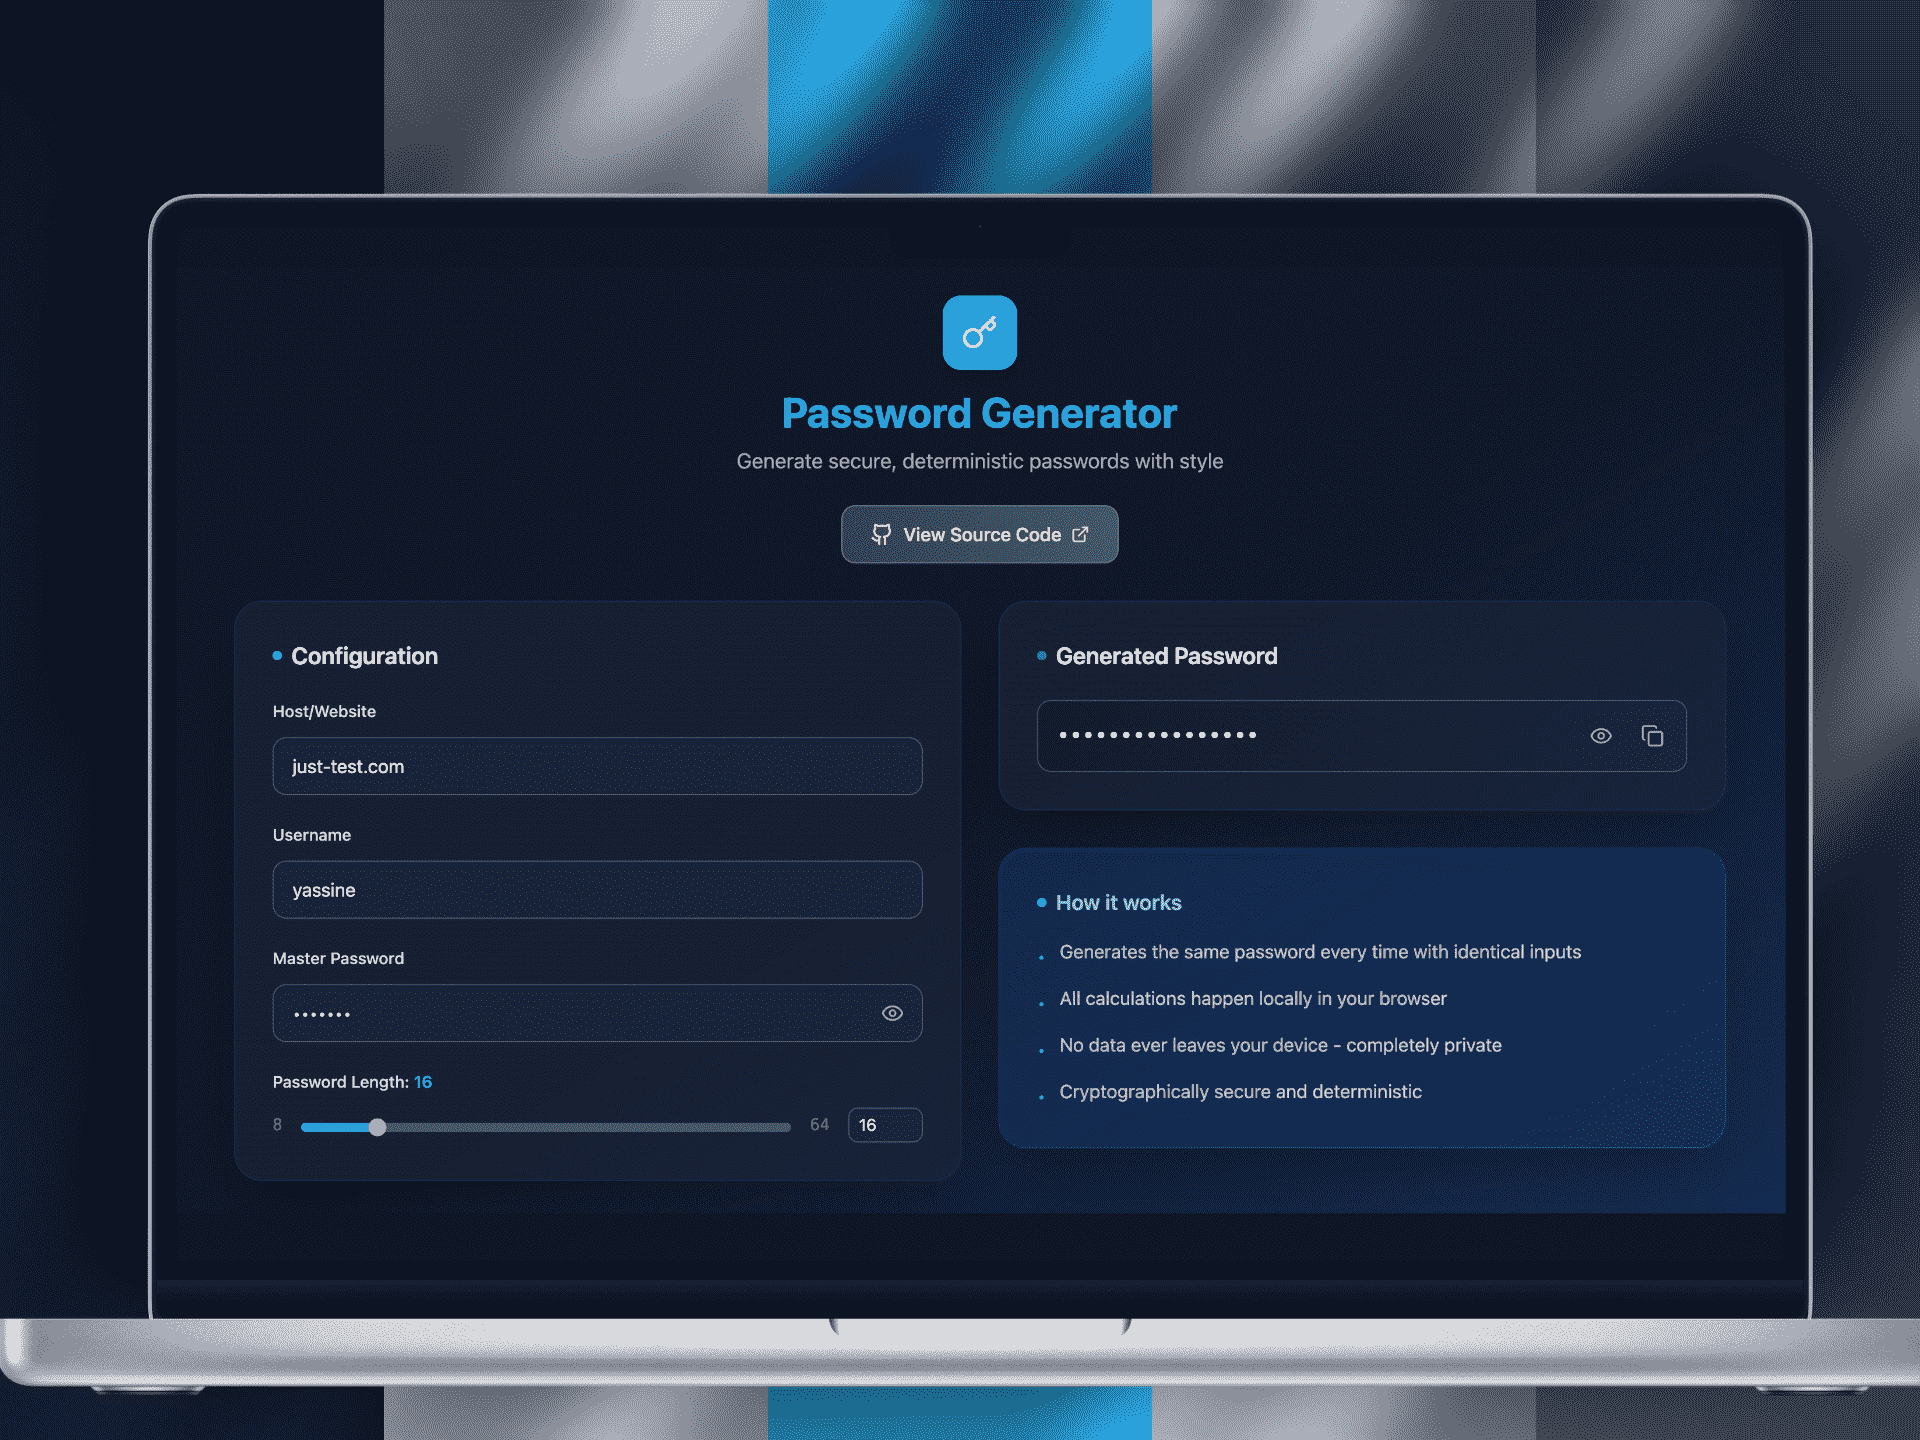 Password Generator
Generate secure, deterministic passwords with style
View Source Code
Configuration
Host/Website
just-test.com
Username
yassine
Master Password
•••••••
Password Length: 16
8 64 16
Generated Password
••••••••••••••••
How it works
Generates the same password every time with identical inputs
All calculations happen locally in your browser
No data ever leaves your device - completely private
Cryptographically secure and deterministic